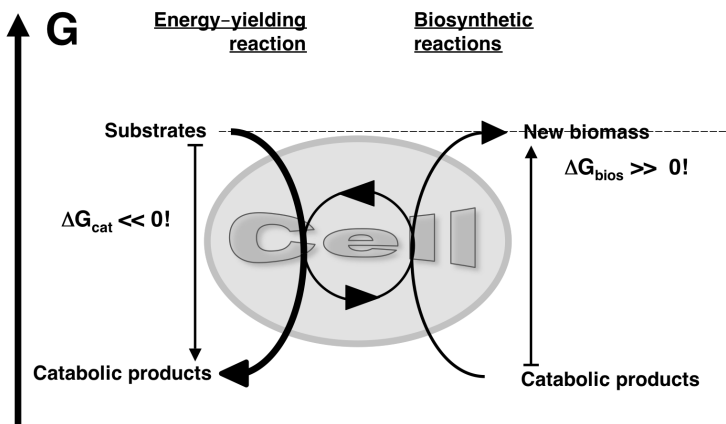 G
Energy–yielding
reaction
Biosynthetic
reactions
Substrates
New biomass
ΔGbios >> 0!
ΔGcat << 0!
Cell
Catabolic products
Catabolic products